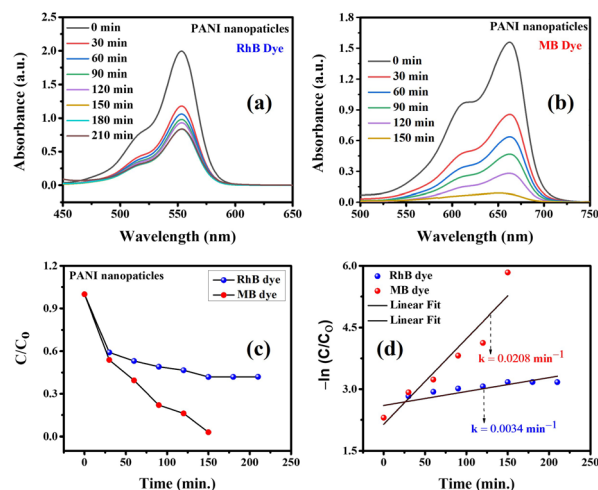 PANI nanopaticles
RhB Dye
0 min
30 min
60 min
90 min
120 min
150 min
180 min
210 min
(a)
Absorbance (a.u.)
2.5
2.0
1.5
1.0
0.5
0.0
450 500 550 600 650
Wavelength (nm)
PANI nanopaticles
MB Dye
0 min
30 min
60 min
90 min
120 min
150 min
(b)
Absorbance (a.u.)
1.8
1.5
1.2
0.9
0.6
0.3
0.0
500 550 600 650 700 750
Wavelength (nm)
PANI nanopaticles
RhB dye
MB dye
(c)
C/C₀
1.2
0.9
0.6
0.3
0.0
0 50 100 150 200 250
Time (min.)
RhB dye
MB dye
Linear Fit
Linear Fit
(d)
k = 0.0208 min⁻¹
k = 0.0034 min⁻¹
–ln (C/C₀)
6.0
4.5
3.0
1.5
0 50 100 150 200
Time (min.)